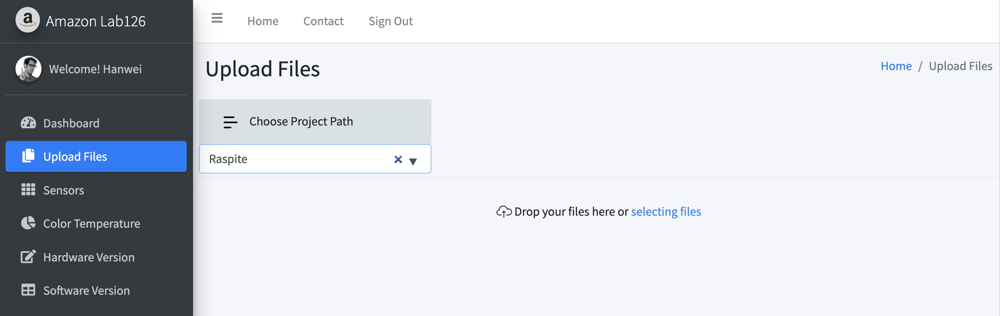 Amazon Lab126
Home Contact Sign Out
Welcome! Hanwei
Upload Files
Home / Upload Files
Dashboard
Upload Files
Sensors
Color Temperature
Hardware Version
Software Version
Choose Project Path
Raspite
Drop your files here or selecting files